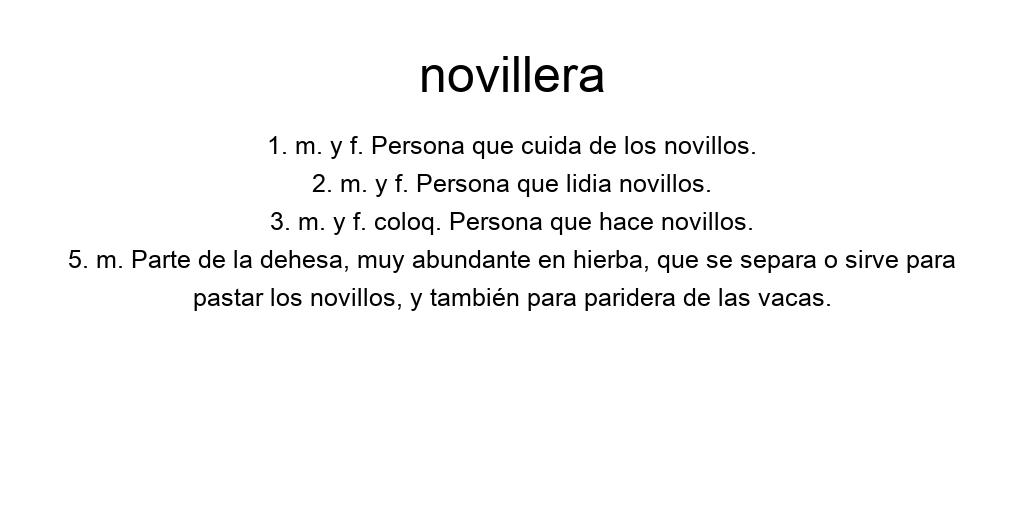 novillera
1. m. y f. Persona que cuida de los novillos.
2. m. y f. Persona que lidia novillos.
3. m. y f. coloq. Persona que hace novillos.
5. m. Parte de la dehesa, muy abundante en hierba, que se separa o sirve para
pastar los novillos, y también para paridera de las vacas.